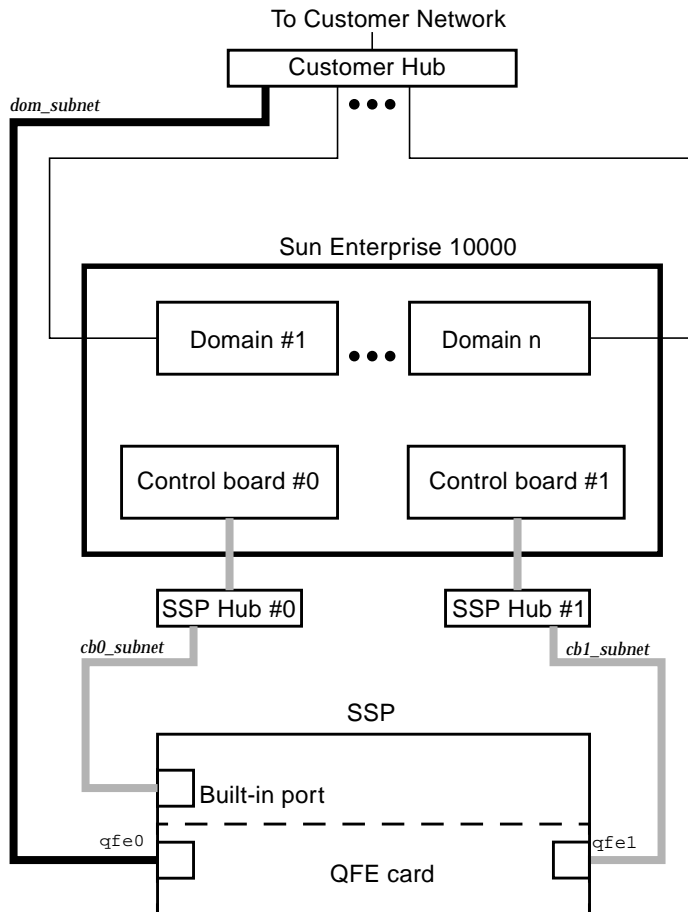 To Customer Network
Customer Hub
dom_subnet
Sun Enterprise 10000
Domain #1
Domain n
Control board #0
Control board #1
SSP Hub #0
SSP Hub #1
cb0_subnet
cb1_subnet
SSP
Built-in port
qfe0
qfe1
QFE card